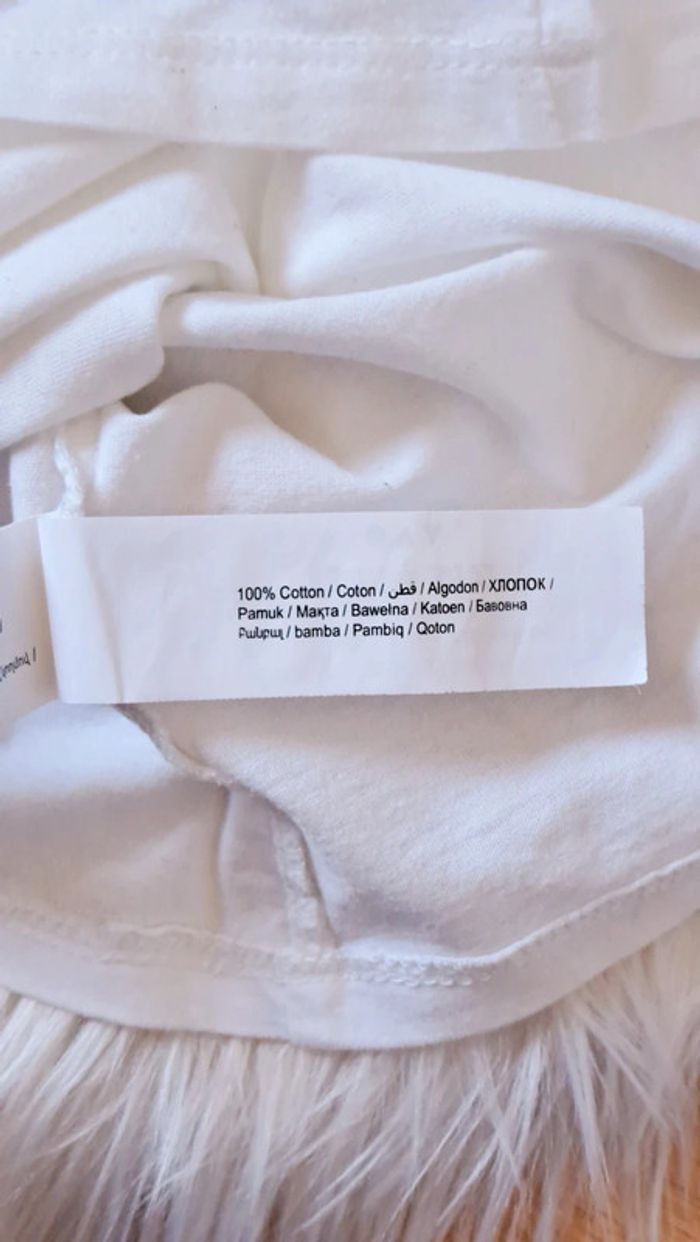 100% Cotton / Coton / قطن / Algodon / ХЛОПОК /
Pamuk / Мақта / Bawełna / Katoen / Бавовна
Բամբակ / bamba / Pambiq / Qoton